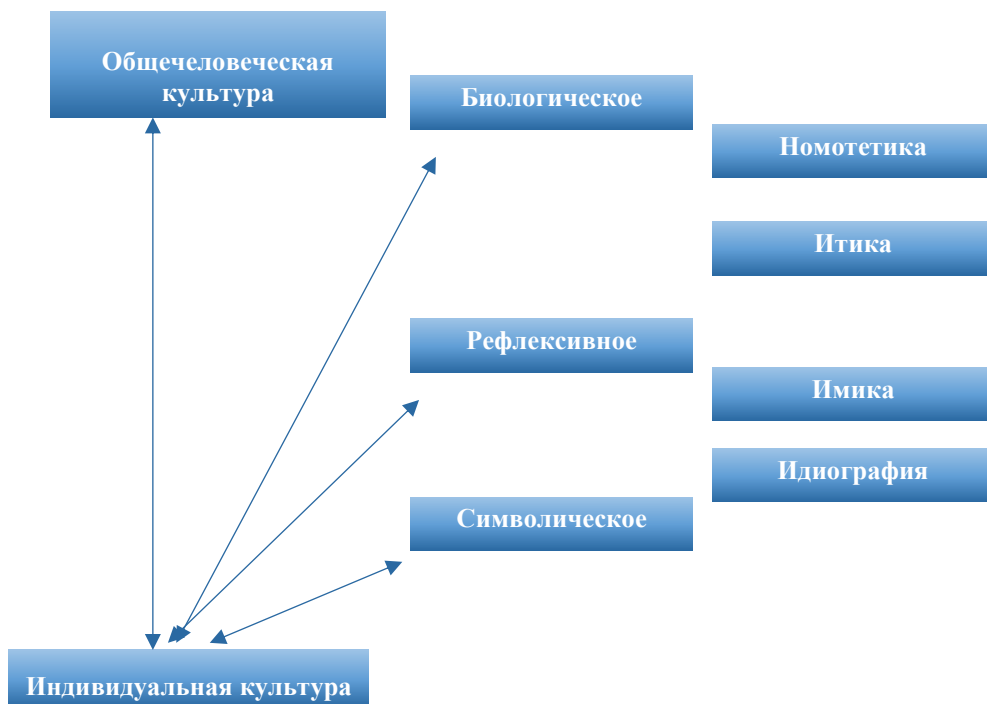 Общечеловеческая
культура
Биологическое
Номотетика
Итика
Рефлексивное
Имика
Идиография
Символическое
Индивидуальная культура